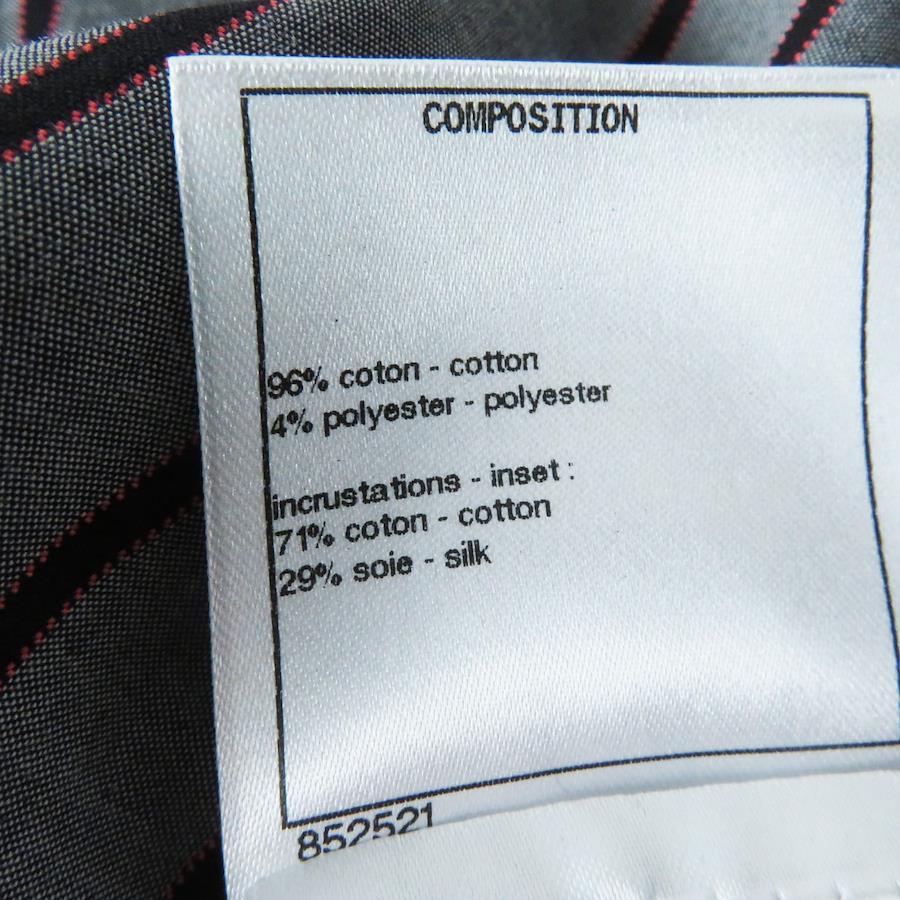 COMPOSITION
96% coton - cotton
4% polyester - polyester
incrustations - inset :
71% coton - cotton
29% soie - silk
852521